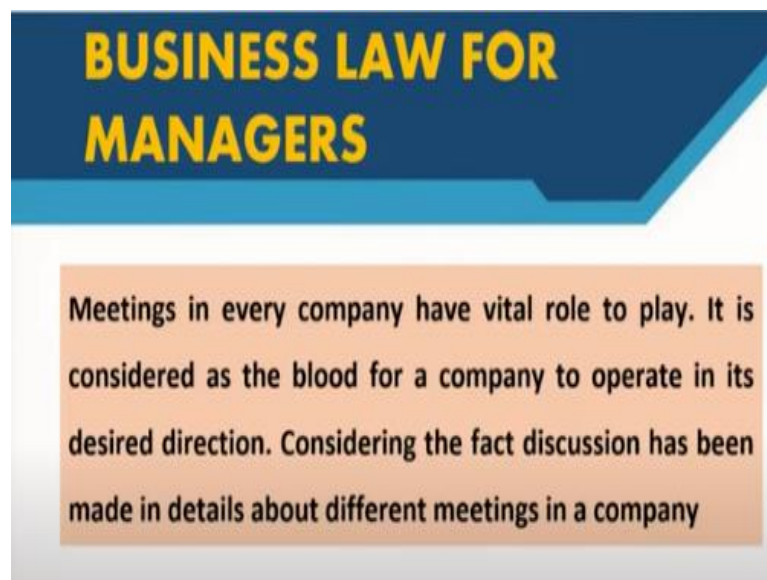 BUSINESS LAW FOR
MANAGERS
Meetings in every company have vital role to play. It is
considered as the blood for a company to operate in its
desired direction. Considering the fact discussion has been
made in details about different meetings in a company